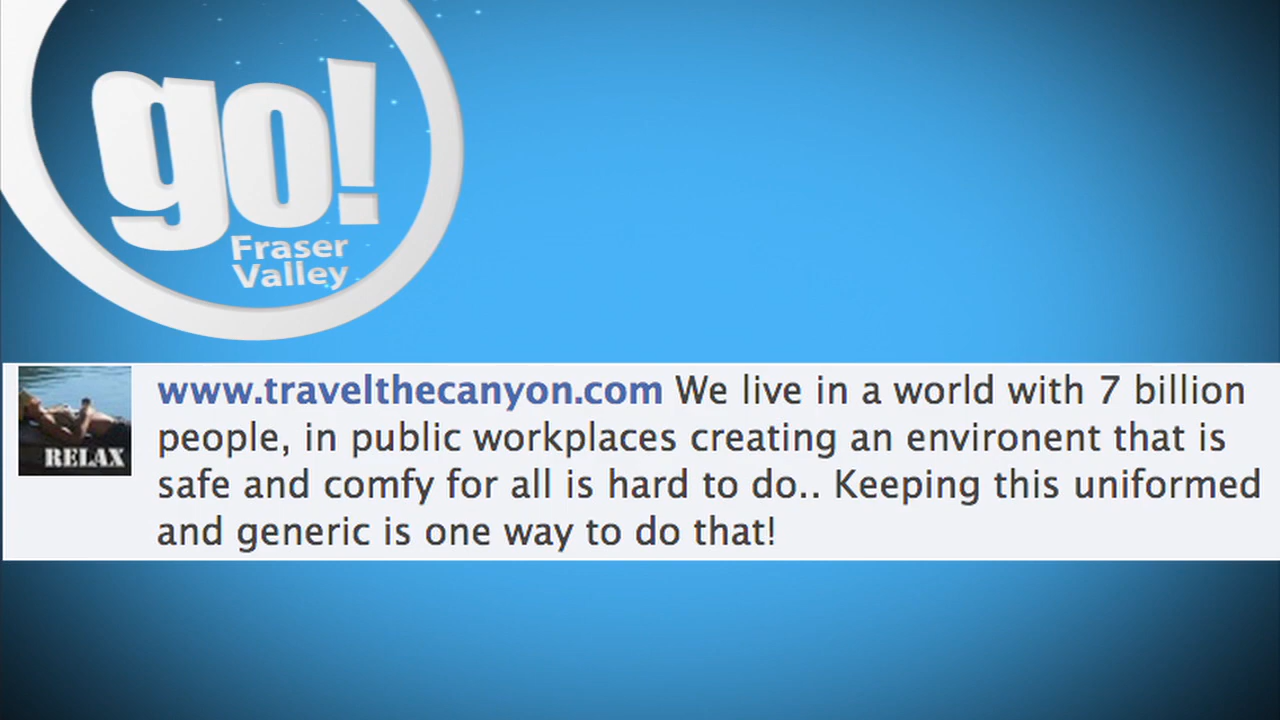 go!
Fraser
Valley
RELAX
www.travelthecanyon.com We live in a world with 7 billion
people, in public workplaces creating an environent that is
safe and comfy for all is hard to do.. Keeping this uniformed
and generic is one way to do that!